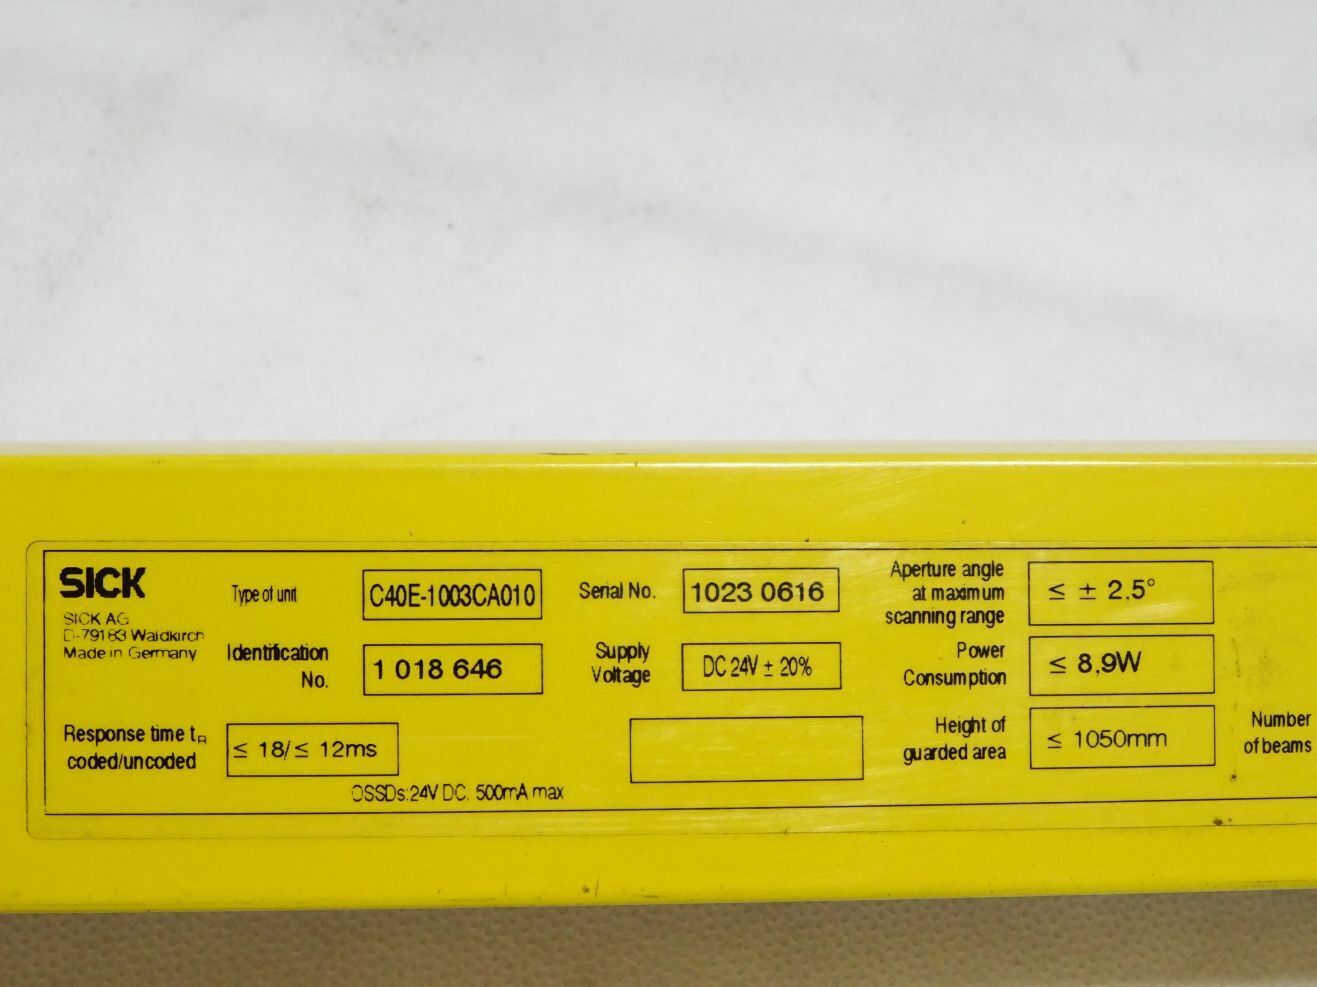 SICK
SICK AG
D-79183 Waldkirch
Made in Germany
Type of unit
C40E-1003CA010
Identification
No.
1 018 646
Response time tR
coded/uncoded
≤ 18/≤ 12ms
OSSDs:24V DC, 500mA max
Serial No.
1023 0616
Supply
Voltage
DC 24V ± 20%
Aperture angle
at maximum
scanning range
≤ ± 2,5°
Power
Consumption
≤ 8,9W
Height of
guarded area
≤ 1050mm
Number
of beams